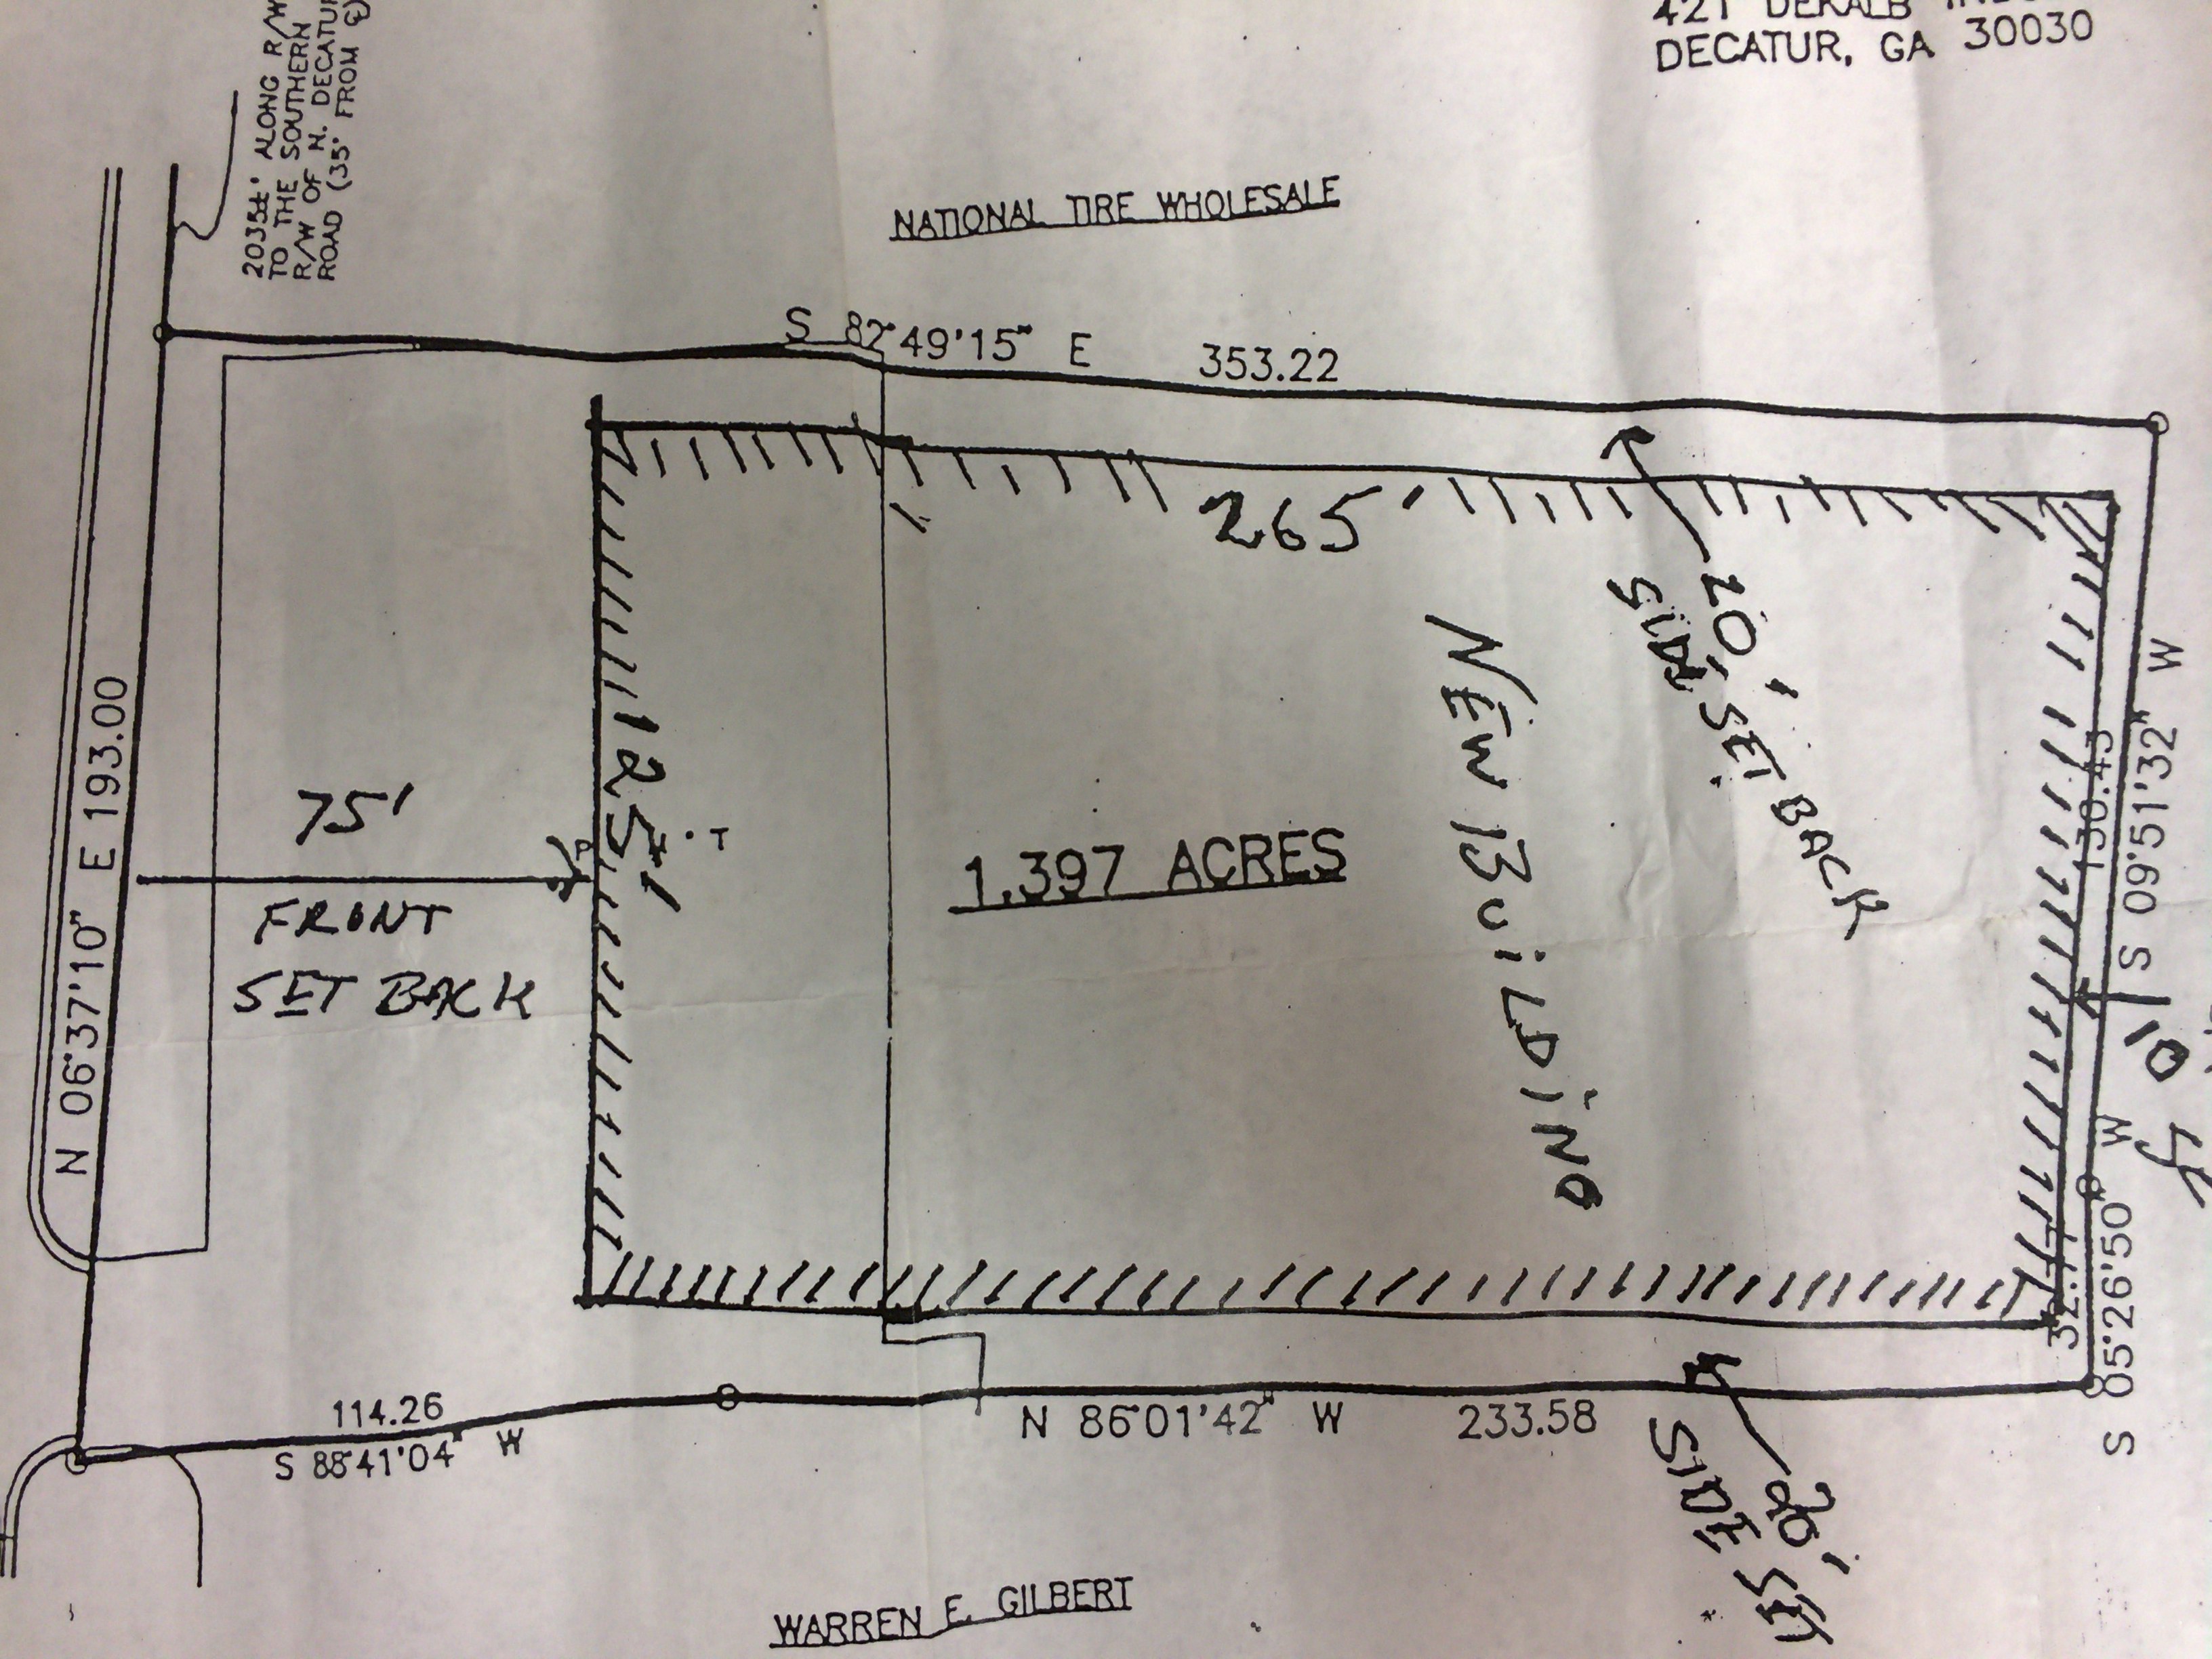 N 06°37'10" E 193.00
2035±' ALONG R/W
TO THE SOUTHERN
R/W OF N. DECATUR
ROAD (35' FROM ℄)
75'
FRONT
SET BACK
114.26
S 88°41'04" W
125'
S 82°49'15" E 353.22
NATIONAL TIRE WHOLESALE
WARREN E. GILBERT
N 86°01'42" W 233.58
1.397 ACRES
265'
NEW BUILDING
20'
SIDE
SET BACK
20'
SIDE SET
DECATUR, GA 30030
32.77
130.43
S 05°26'50" W
S 09°51'32" W
10